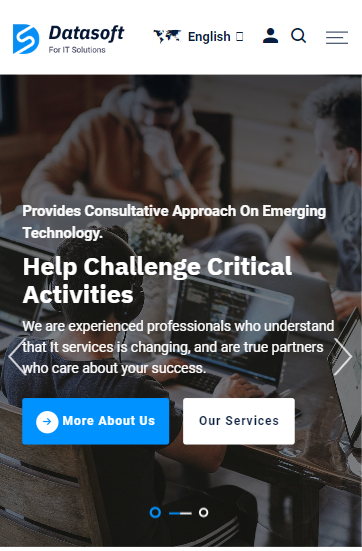 Datasoft
For IT Solutions
English
Provides Consultative Approach On Emerging
Technology.
Help Challenge Critical
Activities
We are experienced professionals who understand
that It services is changing, and are true partners
who care about your success.
More About Us
Our Services